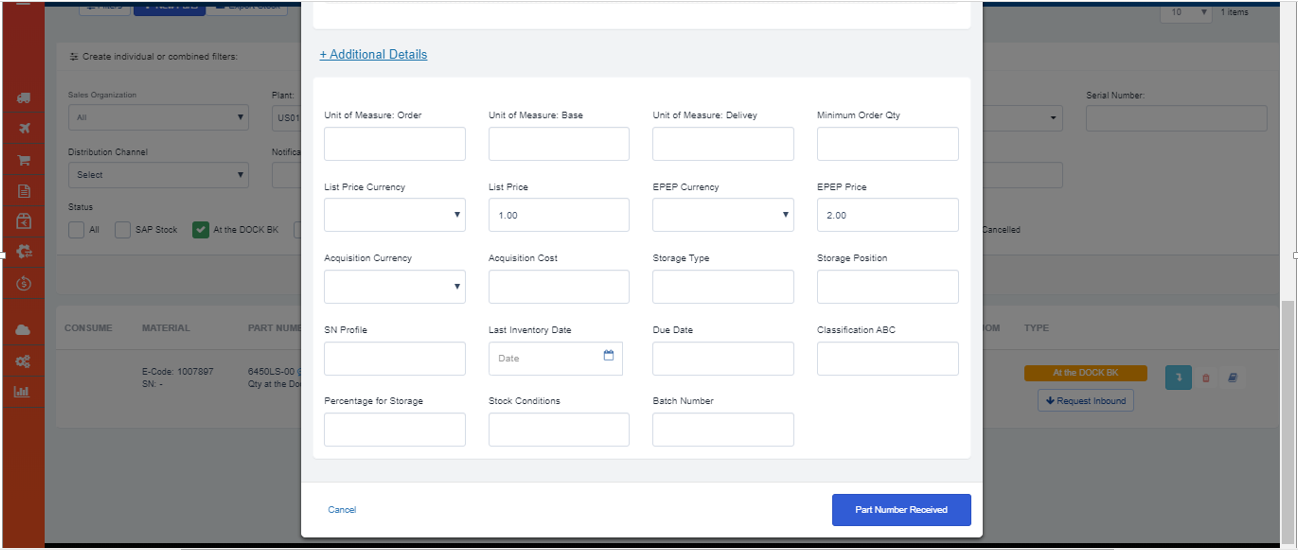 Filters
Export Stock
10
1 items
+ Additional Details
Create individual or combined filters:
Sales Organization
Plant:
Serial Number:
All
US01
Unit of Measure: Order
Unit of Measure: Base
Unit of Measure: Delivey
Minimum Order Qty
Distribution Channel
Notifica
Select
List Price Currency
List Price
EPEP Currency
EPEP Price
1.00
2.00
Status
All
SAP Stock
At the DOCK BK
Cancelled
Acquisition Currency
Acquisition Cost
Storage Type
Storage Position
CONSUME
MATERIAL
PART NUME
OM
TYPE
SN Profile
Last Inventory Date
Due Date
Classification ABC
Date
E-Code: 1007897
6450LS-00
At the DOCK BK
SN: -
Qty at the Do
Request Inbound
Percentage for Storage
Stock Conditions
Batch Number
Cancel
Part Number Received